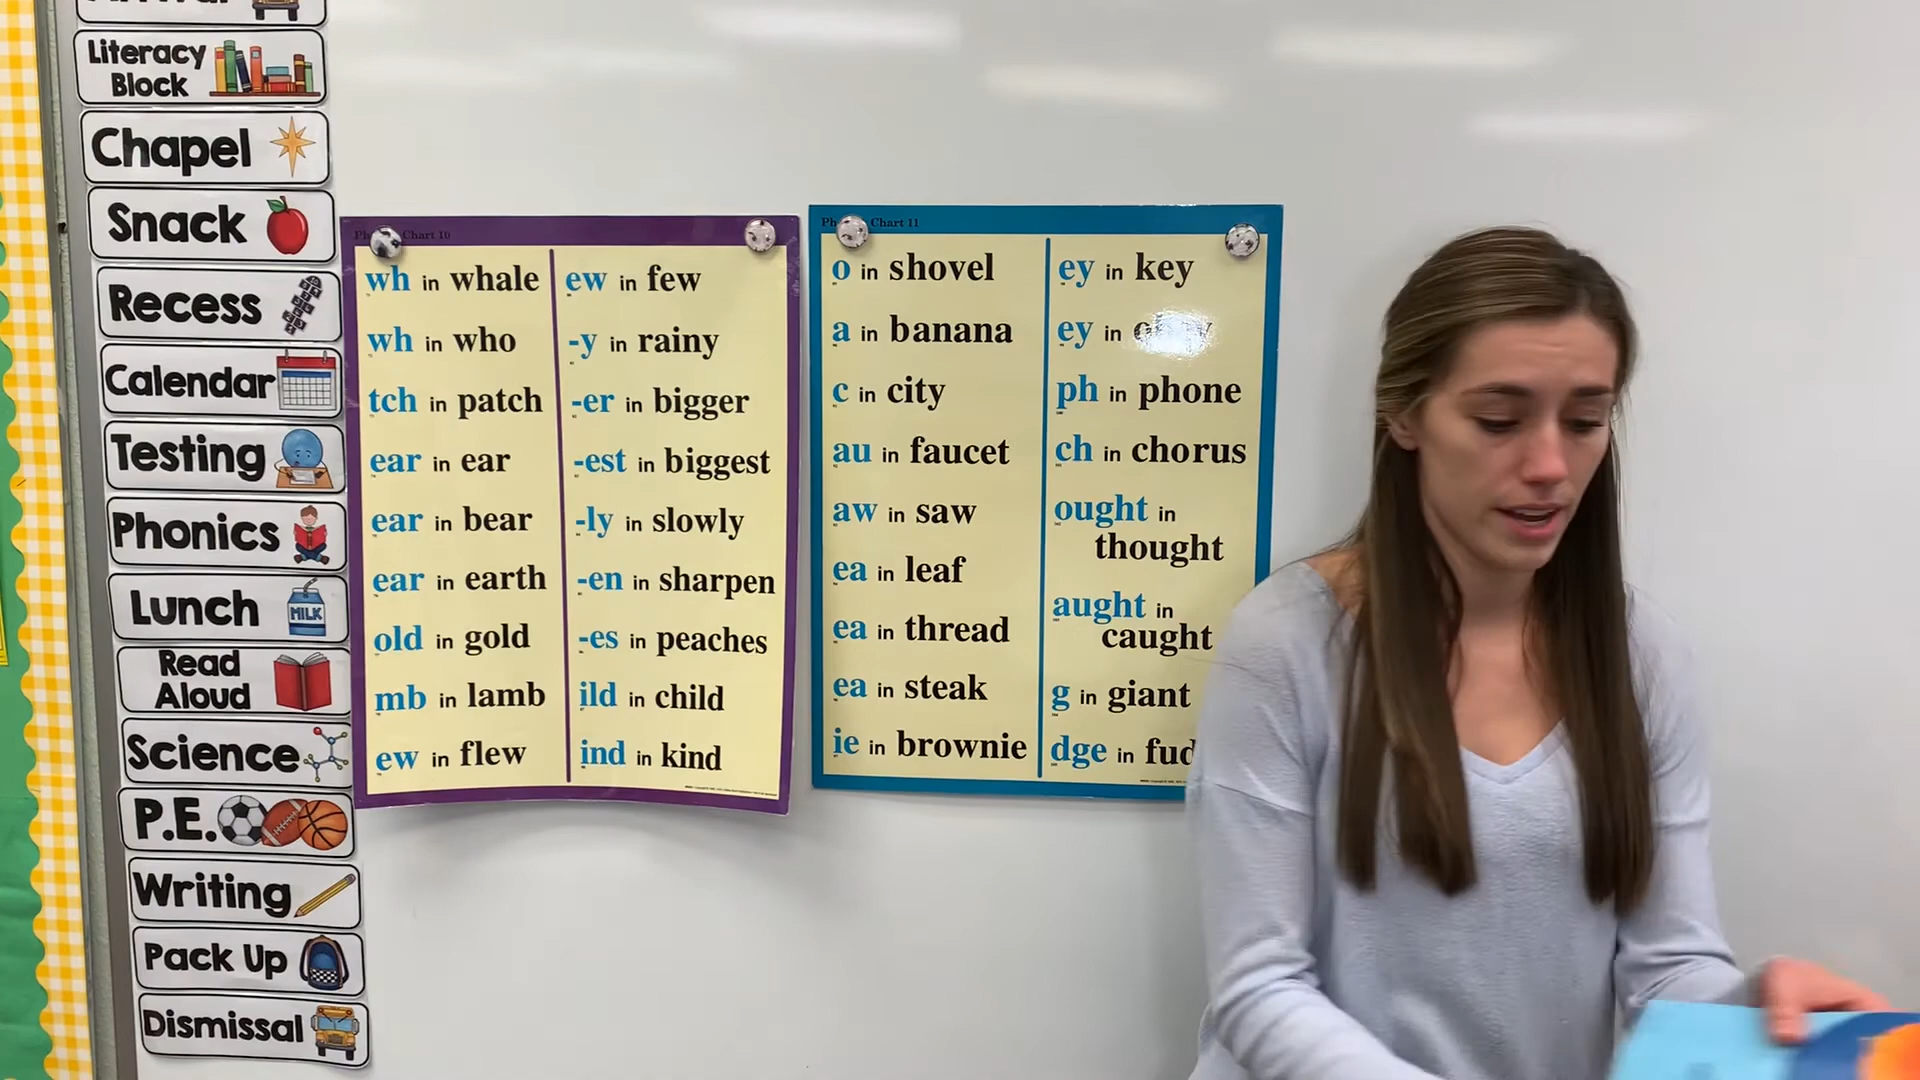 Literacy
Block
Chapel
Snack
Recess
Calendar
Testing
Phonics
Lunch
MILK
Read
Aloud
Science
P.E.
Writing
Pack Up
Dismissal
Chart 10
wh in whale
wh in who
tch in patch
ear in ear
ear in bear
ear in earth
old in gold
mb in lamb
ew in flew
ew in few
-y in rainy
-er in bigger
-est in biggest
-ly in slowly
-en in sharpen
-es in peaches
ild in child
ind in kind
Chart 11
o in shovel
a in banana
c in city
au in faucet
aw in saw
ea in leaf
ea in thread
ea in steak
ie in brownie
ey in key
ey in
ph in phone
ch in chorus
ought in
thought
aught in
caught
g in giant
dge in fud